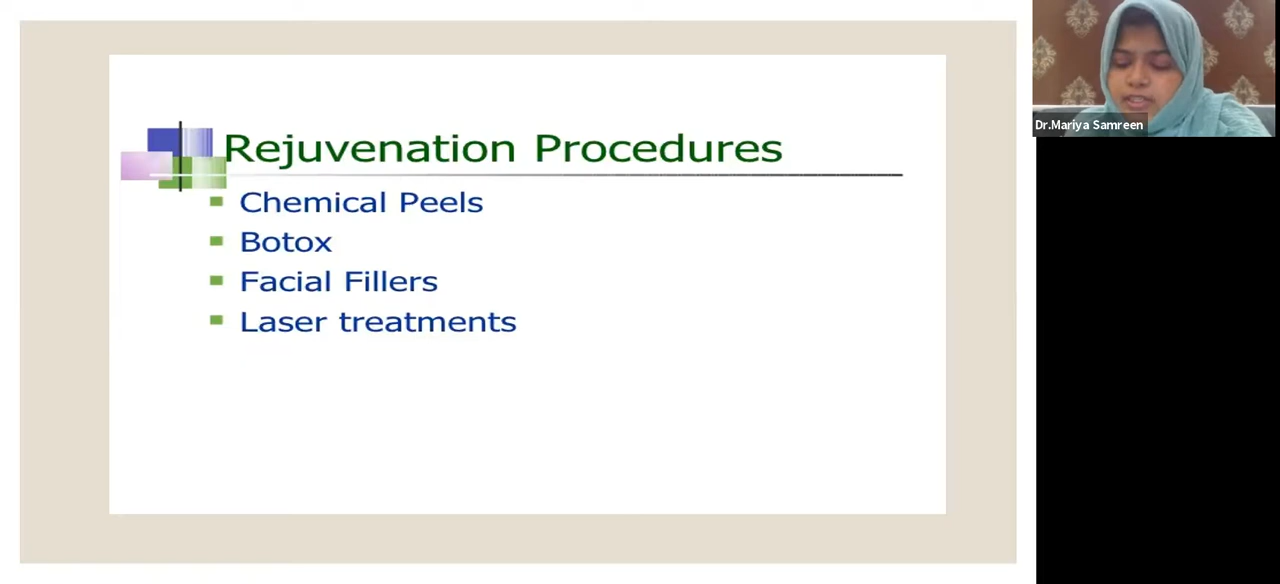 Rejuvenation Procedures
Chemical Peels
Botox
Facial Fillers
Laser treatments
Dr.Mariya Samreen